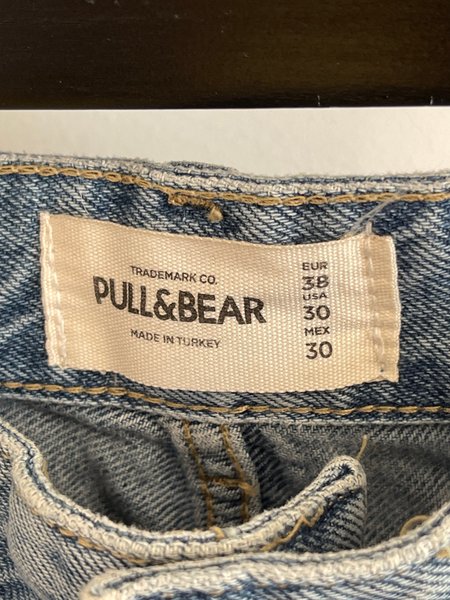 TRADEMARK CO.
PULL&BEAR
MADE IN TURKEY
EUR
38
USA
30
MEX
30